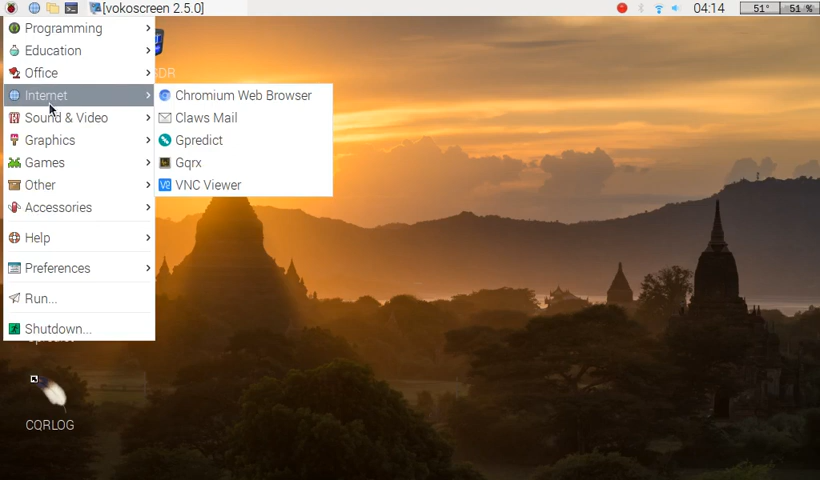 [vokoscreen 2.5.0]
04:14
51°
51 %
Programming
Education
Office
Internet
Sound & Video
Graphics
Games
Other
Accessories
Help
Preferences
Run...
Shutdown...
Chromium Web Browser
Claws Mail
Gpredict
Gqrx
VNC Viewer
CQRLOG